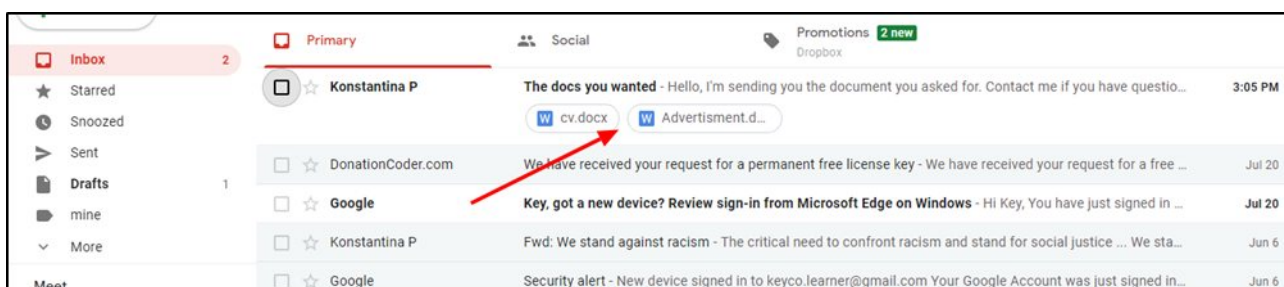 Inbox 2
Starred
Snoozed
Sent
Drafts 1
mine
More
Meet
Primary
Social
Promotions 2 new
Dropbox
Konstantina P The docs you wanted - Hello, I'm sending you the document you asked for. Contact me if you have questio... 3:05 PM
W cv.docx W Advertisment.d...
DonationCoder.com We have received your request for a permanent free license key - We have received your request for a free ... Jul 20
Google Key, got a new device? Review sign-in from Microsoft Edge on Windows - Hi Key, You have just signed in ... Jul 20
Konstantina P Fwd: We stand against racism - The critical need to confront racism and stand for social justice ... We sta... Jun 6
Google Security alert - New device signed in to keyco.learner@gmail.com Your Google Account was just signed in... Jun 6